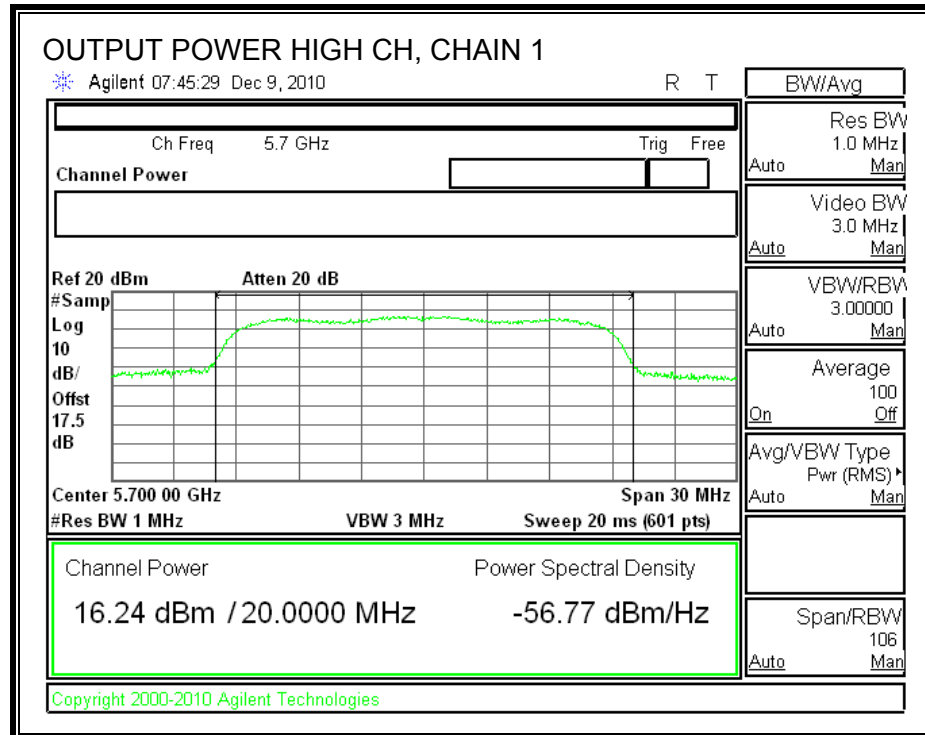 OUTPUT POWER HIGH CH, CHAIN 1
Agilent 07:45:29 Dec 9, 2010
R T
Ch Freq 5.7 GHz
Trig Free
Channel Power
Ref 20 dBm
Atten 20 dB
#Samp
Log
10
dB/
Offst
17.5
dB
Center 5.700 00 GHz
Span 30 MHz
#Res BW 1 MHz
VBW 3 MHz
Sweep 20 ms (601 pts)
Channel Power
Power Spectral Density
16.24 dBm / 20.0000 MHz
-56.77 dBm/Hz
Copyright 2000-2010 Agilent Technologies
BW/Avg
Res BW
1.0 MHz
Auto Man
Video BW
3.0 MHz
Auto Man
VBW/RBW
3.00000
Auto Man
Average
100
On Off
Avg/VBW Type
Pwr (RMS)
Auto Man
Span/RBW
106
Auto Man